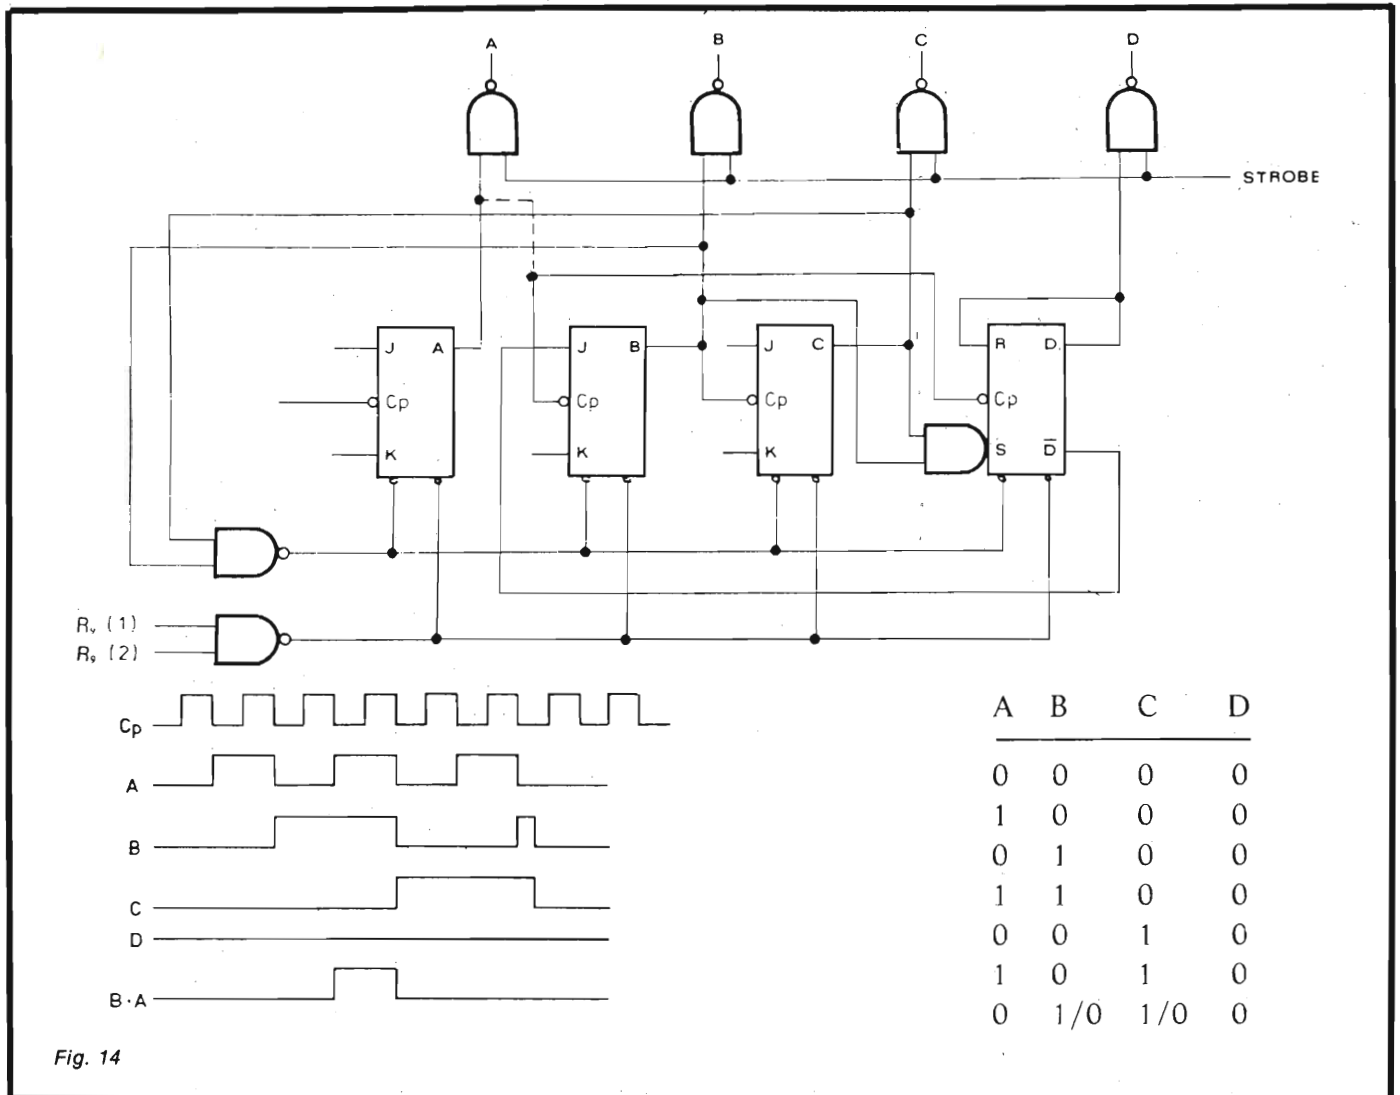 A B C D
STROBE
J A J B J C R D
Cp Cp Cp Cp
K K K S D̅
R₉ (1)
R₉ (2)
Cp
A
B
C
D
B·A
A B C D
0 0 0 0
1 0 0 0
0 1 0 0
1 1 0 0
0 0 1 0
1 0 1 0
0 1/0 1/0 0
Fig. 14